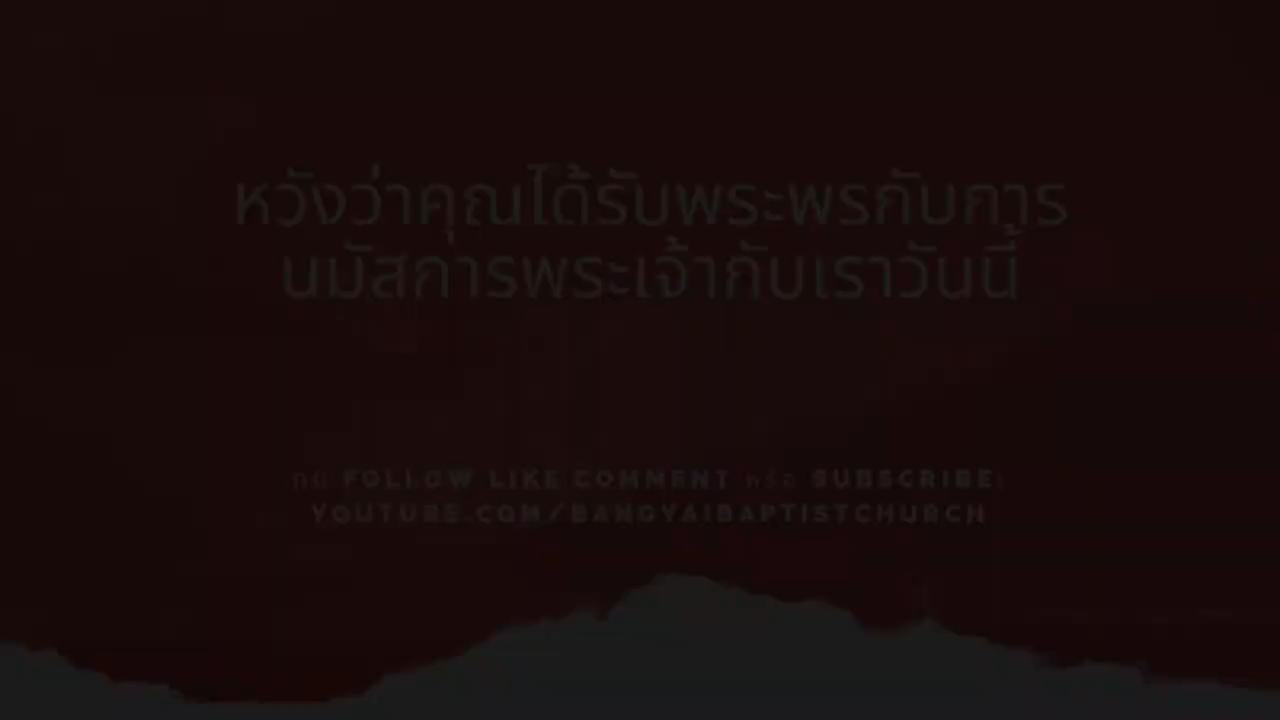 หวังว่าคุณได้รับพระพรกับการ
นมัสการพระเจ้ากับเราวันนี้
กด FOLLOW LIKE COMMENT หรือ SUBSCRIBE:
YOUTUBE.COM/BANGYAIBAPTISTCHURCH